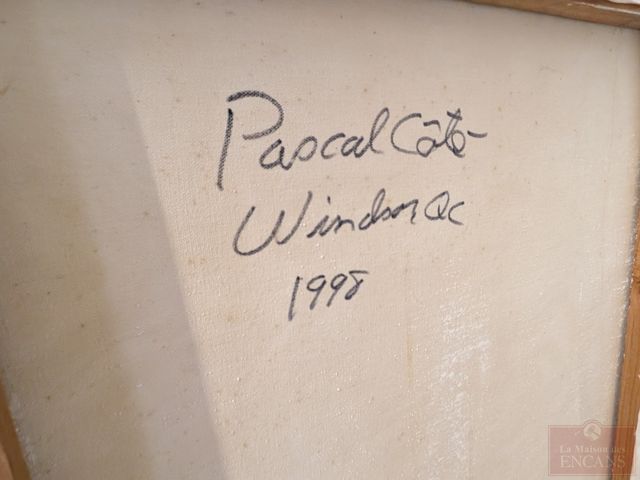 Pascal Côté
Windsor Qc
1998
La Maison des
ENCANS